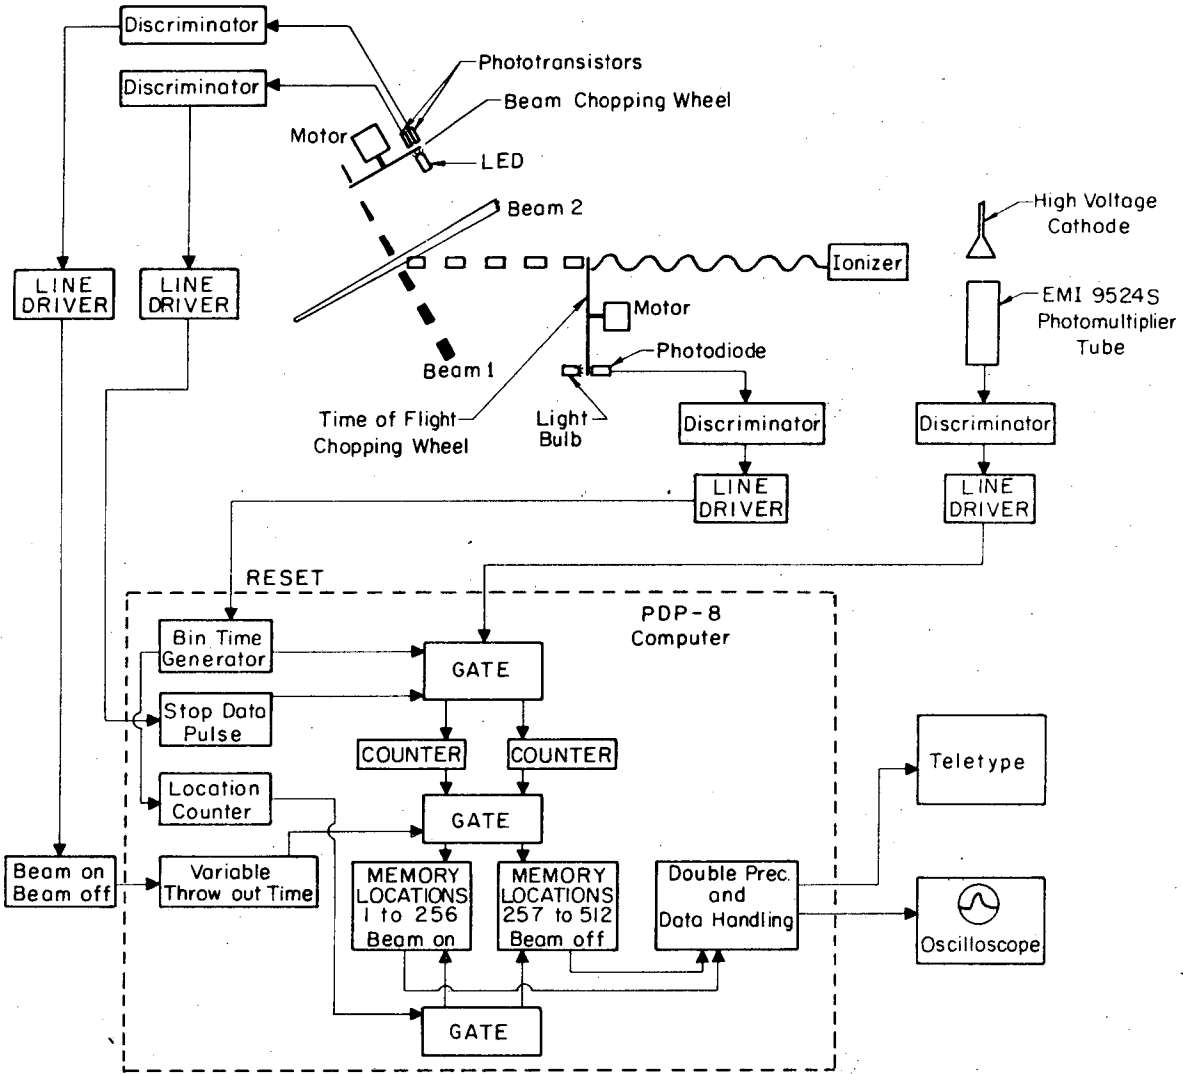 Discriminator
Phototransistors
Discriminator
Beam Chopping Wheel
Motor
LED
Beam 2
High Voltage
Cathode
Ionizer
LINE
DRIVER
LINE
DRIVER
EMI 9524S
Photomultiplier
Tube
Motor
Photodiode
Beam 1
Time of Flight
Chopping Wheel
Light
Bulb
Discriminator
Discriminator
LINE
DRIVER
LINE
DRIVER
RESET
PDP-8
Computer
Bin Time
Generator
GATE
Stop Data
Pulse
COUNTER
COUNTER
Teletype
Location
Counter
GATE
Beam on
Beam off
Variable
Throw out Time
MEMORY
LOCATIONS
1 to 256
Beam on
MEMORY
LOCATIONS
257 to 512
Beam off
Double Prec.
and
Data Handling
Oscilloscope
GATE